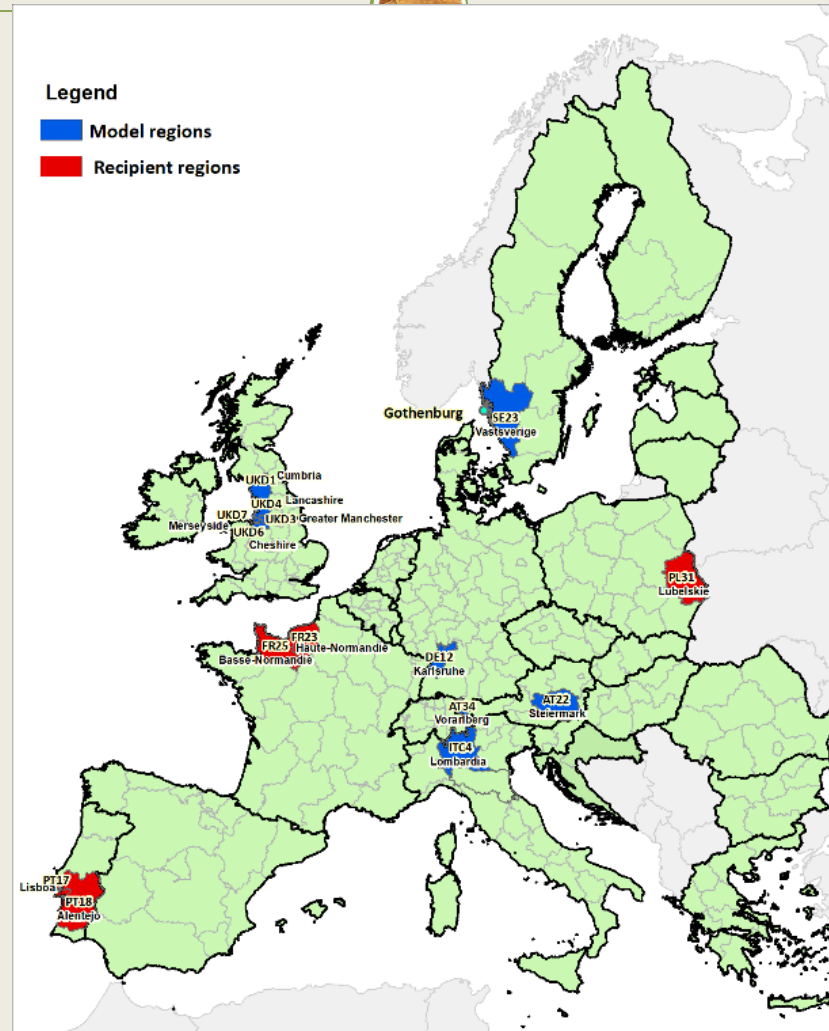 Legend
Model regions
Recipient regions
Gothenburg
SE23
Vastsverige
UKD1
Cumbria
UKD4
Lancashire
UKD7
UKD3
Greater Manchester
Merseyside
UKD6
Cheshire
PL31
Lubelskie
FR23
FR25
Haute-Normandie
Basse-Normandie
DE12
Karlsruhe
AT34
Vorarlberg
AT22
Steiermark
ITC4
Lombardia
PT17
Lisboa
PT18
Alentejo